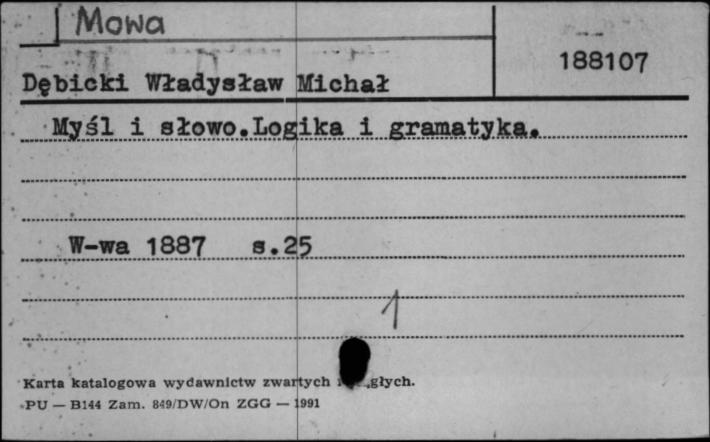 Mowa
188107
Dębicki Władysław Michał
Myśl i słowo.Logika i gramatyka.
W-wa 1887 s.25
1
Karta katalogowa wydawnictw zwartych głych.
PU — B144 Zam. 849/DW/On ZGG — 1991